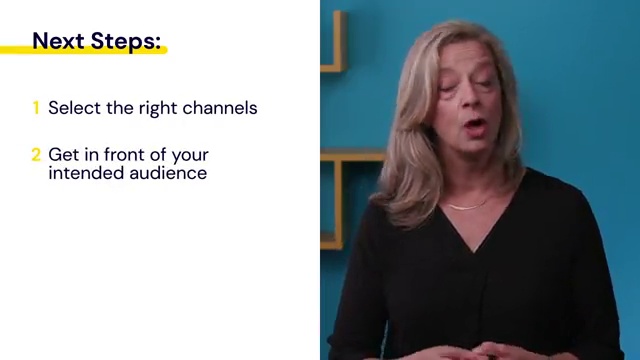 Next Steps:
1 Select the right channels
2 Get in front of your
intended audience